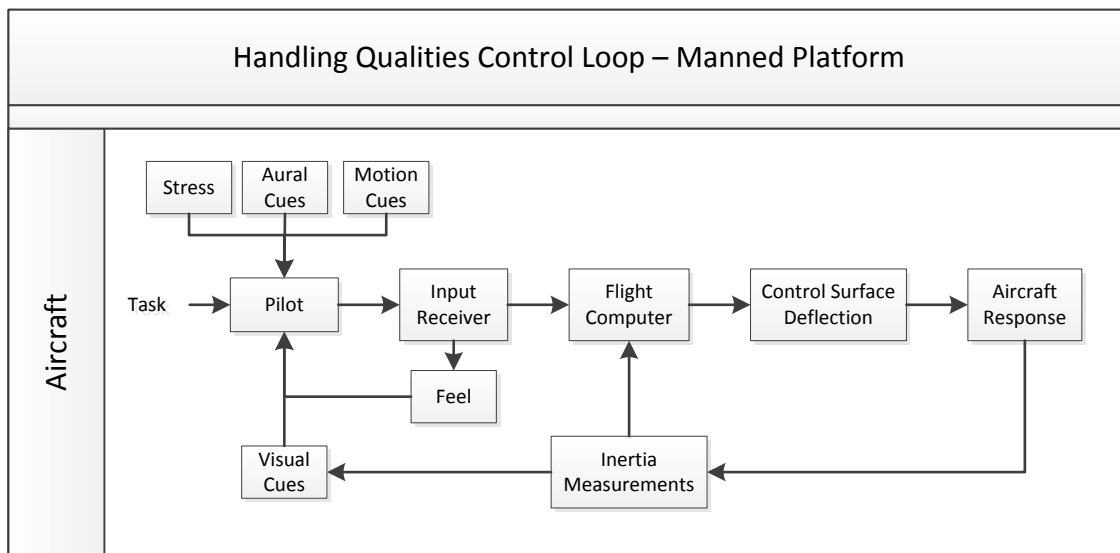 Handling Qualities Control Loop – Manned Platform
Aircraft
Stress
Aural
Cues
Motion
Cues
Task
Pilot
Input
Receiver
Flight
Computer
Control Surface
Deflection
Aircraft
Response
Feel
Visual
Cues
Inertia
Measurements